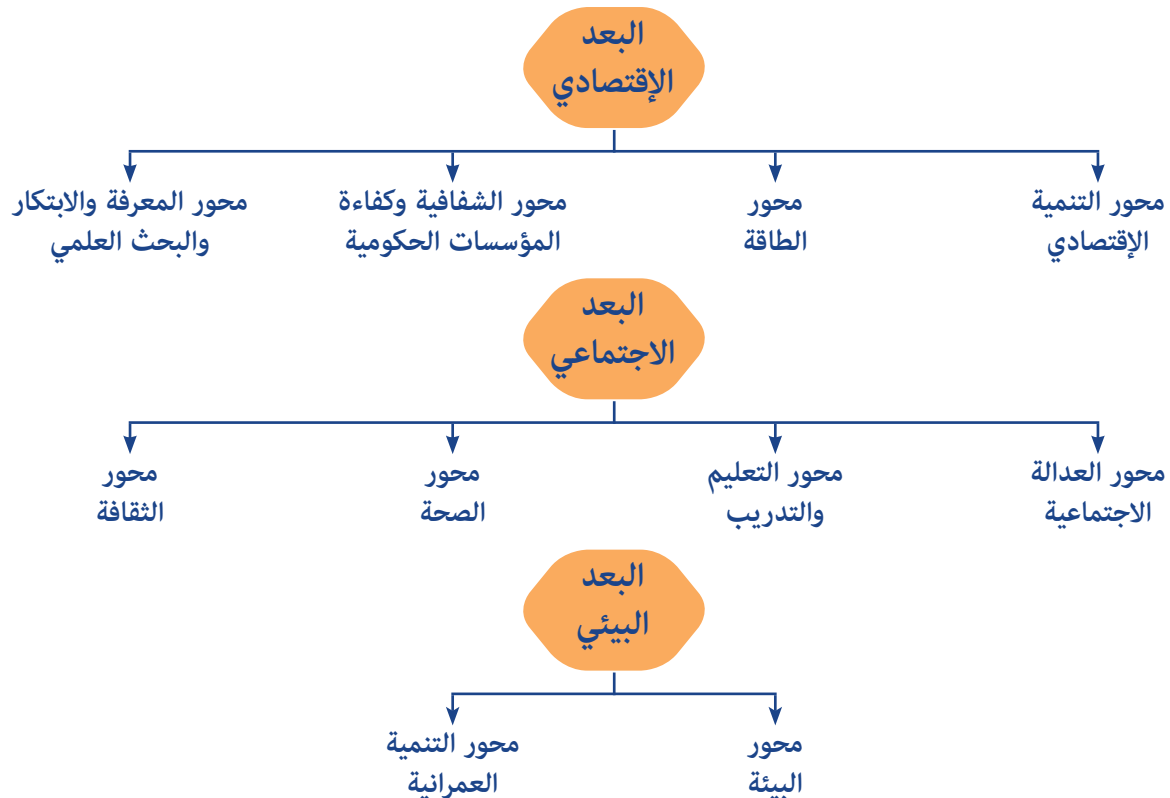 البعد
الإقتصادي
محور التنمية
الإقتصادي
محور
الطاقة
محور الشفافية وكفاءة
المؤسسات الحكومية
محور المعرفة والابتكار
والبحث العلمي
البعد
الاجتماعي
محور العدالة
الاجتماعية
محور التعليم
والتدريب
محور
الصحة
محور
الثقافة
البعد
البيئي
محور
البيئة
محور التنمية
العمرانية